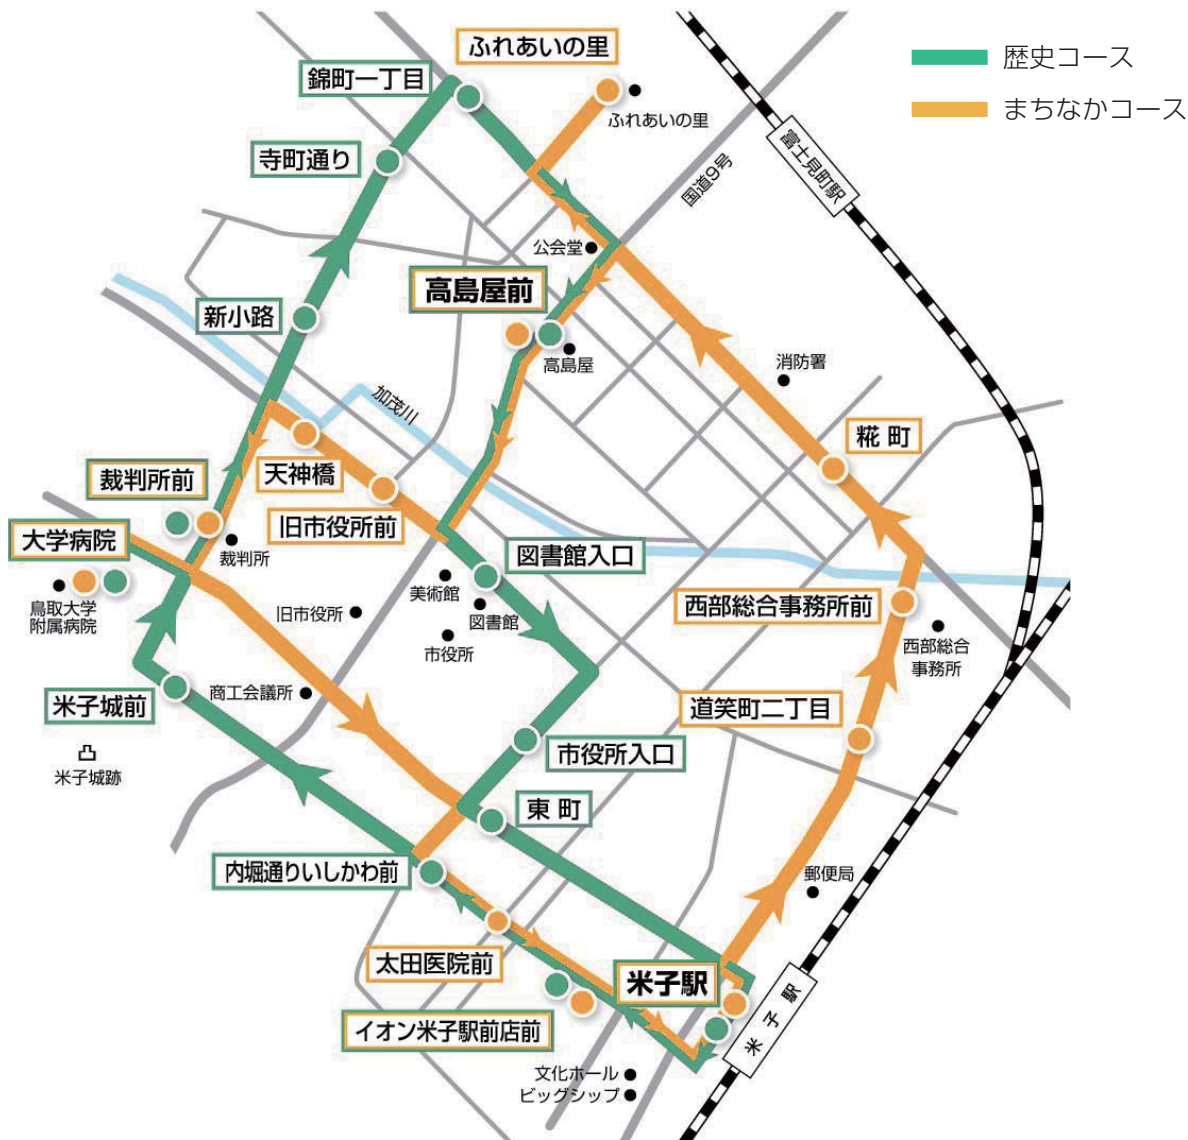 歴史コース
まちなかコース
ふれあいの里
ふれあいの里
錦町一丁目
寺町通り
国道9号
富士見町駅
公会堂
高島屋前
高島屋
新小路
加茂川
消防署
糀町
裁判所前
天神橋
旧市役所前
裁判所
大学病院
鳥取大学
附属病院
図書館入口
美術館
図書館
旧市役所
市役所
西部総合事務所前
西部総合
事務所
米子城前
商工会議所
道笑町二丁目
米子城跡
市役所入口
東町
内堀通りいしかわ前
郵便局
太田医院前
米子駅
イオン米子駅前店前
米子駅
文化ホール
ビッグシップ